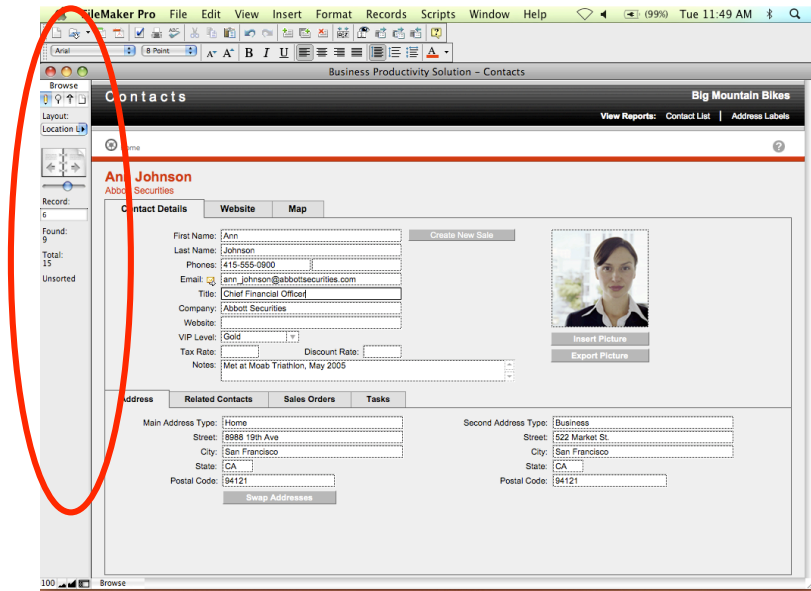 FileMaker Pro File Edit View Insert Format Records Scripts Window Help (99%) Tue 11:49 AM
Arial 8 Point A A B I U A
Business Productivity Solution – Contacts
Browse
Layout:
Location Li
Record:
6
Found:
9
Total:
15
Unsorted
Contacts Big Mountain Bikes
View Reports: Contact List | Address Labels
Home ?
Ann Johnson
Abbott Securities
Contact Details Website Map
First Name: Ann Create New Sale
Last Name: Johnson
Phones: 415-555-0900
Email: ann_johnson@abbottsecurities.com
Title: Chief Financial Officer
Company: Abbott Securities
Website:
VIP Level: Gold
Insert Picture
Tax Rate: Discount Rate:
Export Picture
Notes: Met at Moab Triathlon, May 2005
Address Related Contacts Sales Orders Tasks
Main Address Type: Home Second Address Type: Business
Street: 8988 19th Ave Street: 522 Market St.
City: San Francisco City: San Francisco
State: CA State: CA
Postal Code: 94121 Postal Code: 94121
Swap Addresses
100 Browse